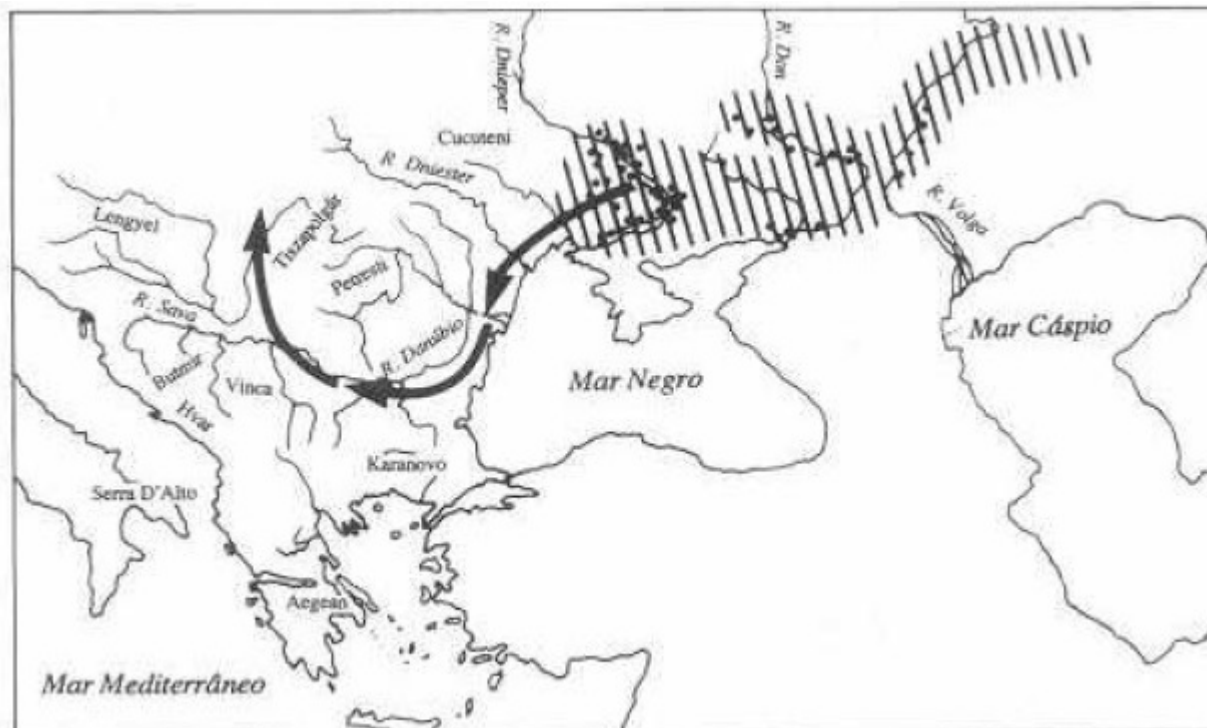 R. Dnieper
R. Don
Cucuteni
R. Dniester
Lengyel
Tiszapolgár
Petresti
R. Volga
R. Sava
R. Danúbio
Mar Cáspio
Butmir
Vinca
Mar Negro
Hvar
Karanovo
Serra D'Alto
Aegean
Mar Mediterrâneo